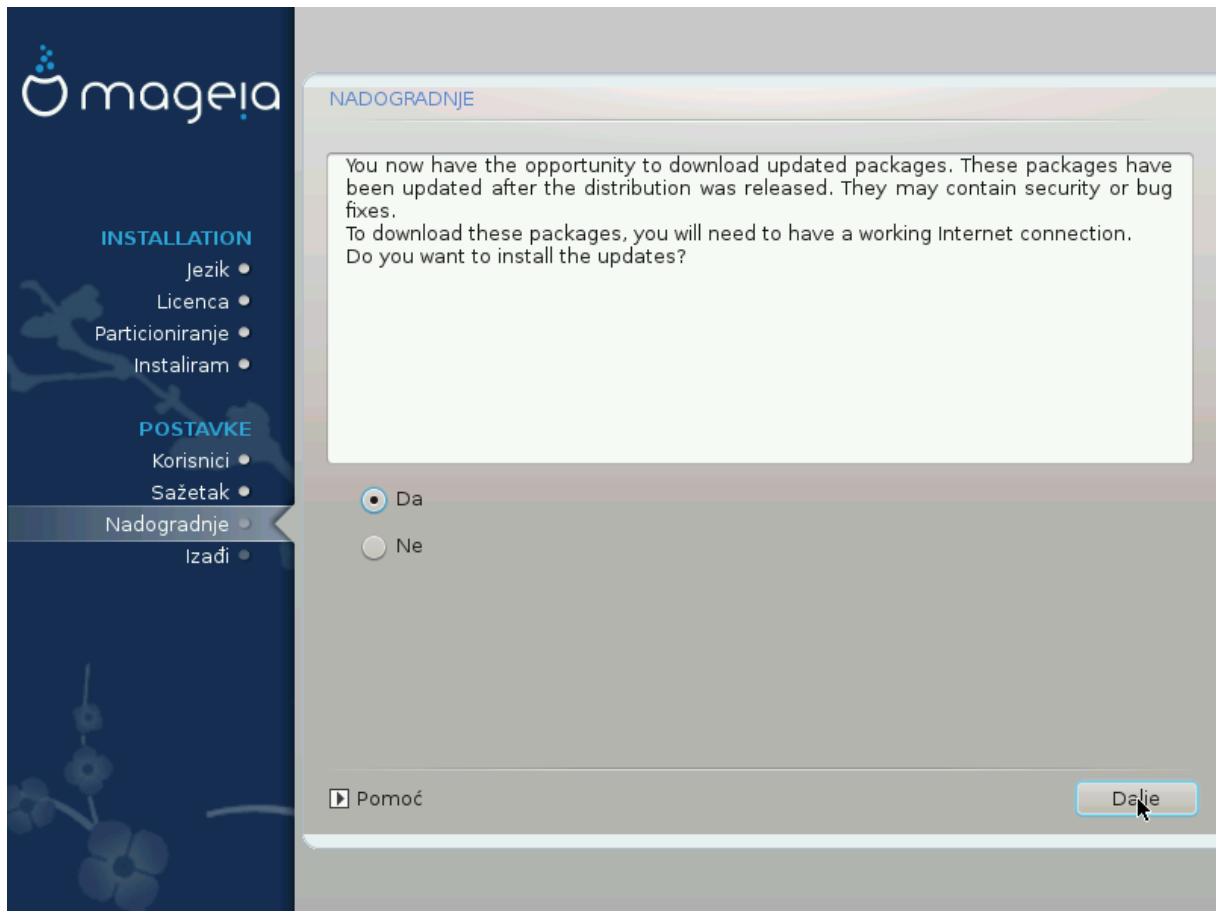 mageia
INSTALLATION
Jezik
Licenca
Particioniranje
Instaliram
POSTAVKE
Korisnici
Sažetak
Nadogradnje
Izađi
NADOGRADNJE
You now have the opportunity to download updated packages. These packages have
been updated after the distribution was released. They may contain security or bug
fixes.
To download these packages, you will need to have a working Internet connection.
Do you want to install the updates?
Da
Ne
Pomoć
Dalje